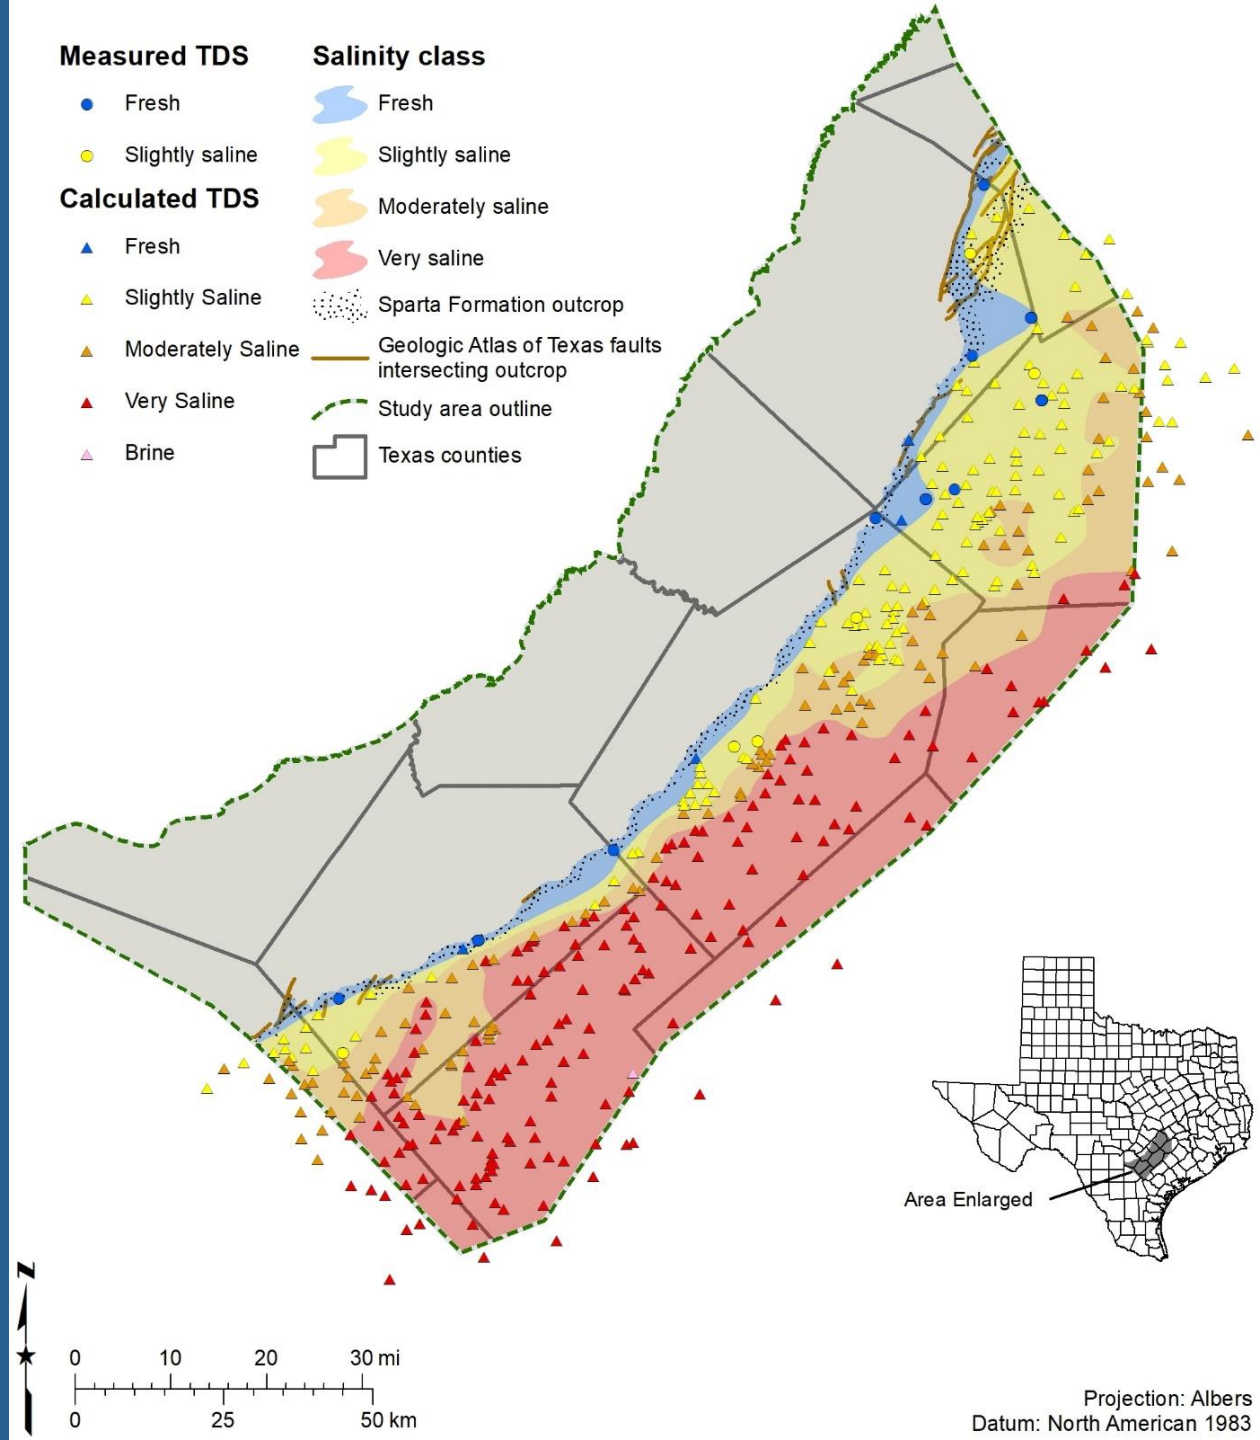 Measured TDS
Fresh
Slightly saline
Calculated TDS
Fresh
Slightly Saline
Moderately Saline
Very Saline
Brine
Salinity class
Fresh
Slightly saline
Moderately saline
Very saline
Sparta Formation outcrop
Geologic Atlas of Texas faults
intersecting outcrop
Study area outline
Texas counties
Area Enlarged
N
0 10 20 30 mi
0 25 50 km
Projection: Albers
Datum: North American 1983